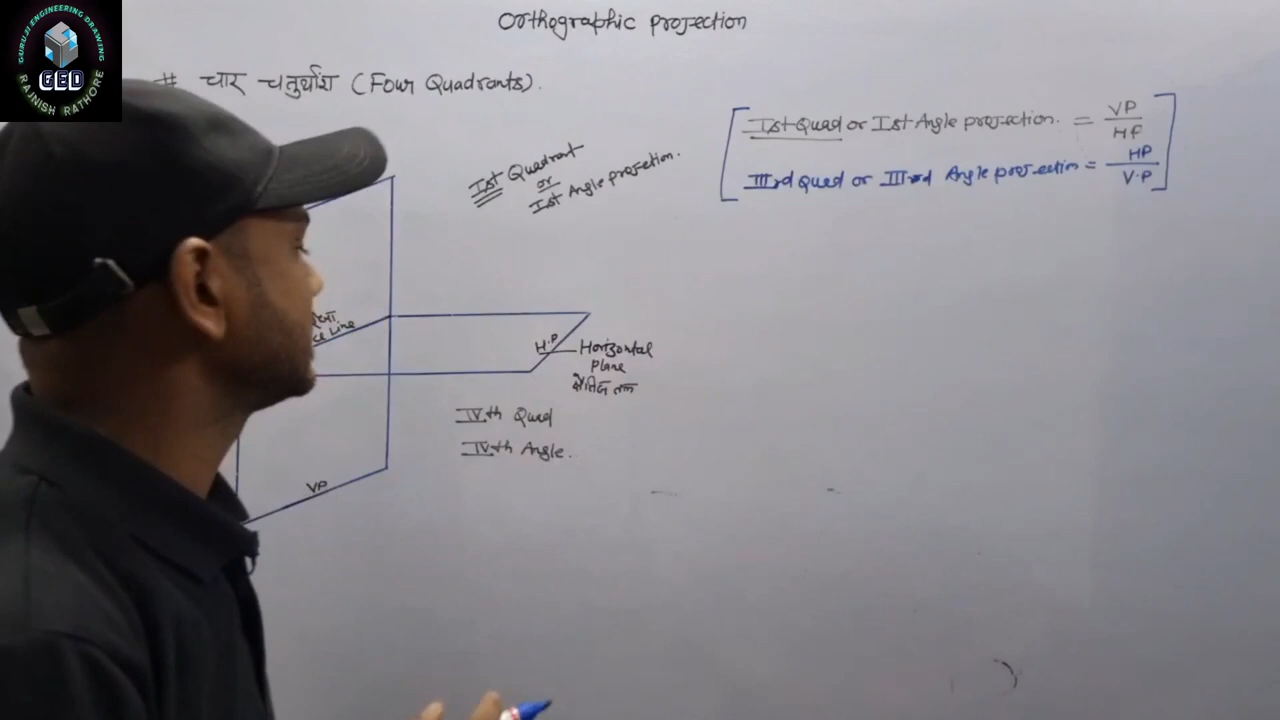 Orthographic projection
GURUJI ENGINEERING DRAWING
GED
RAJNISH RATHORE
# चार चतुर्थांश (Four Quadrants).
Ist Quadrant
or
Ist Angle projection.
Ist Quad or Ist Angle projection. = VP/HP
IIIrd Quad or IIIrd Angle projection = HP/V.P
Line
H.P
Horizontal
plane
क्षैतिज तल
IVth Quad
IVth Angle.
VP